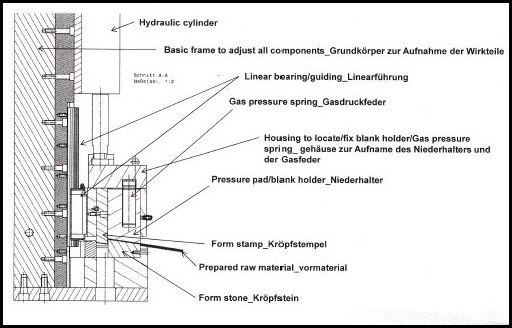 Hydraulic cylinder
Basic frame to adjust all components_Grundkörper zur Aufnahme der Wirkteile
Schnitt A-A
Maßstab: 1:2
Linear bearing/guiding_Linearführung
Gas pressure spring_Gasdruckfeder
Housing to locate/fix blank holder/Gas pressure
spring_ gehäuse zur Aufname des Niederhalters und
der Gasfeder
Pressure pad/blank holder_Niederhalter
Form stamp_Kröpfstempel
Prepared raw material_vormaterial
Form stone_Kröpfstein